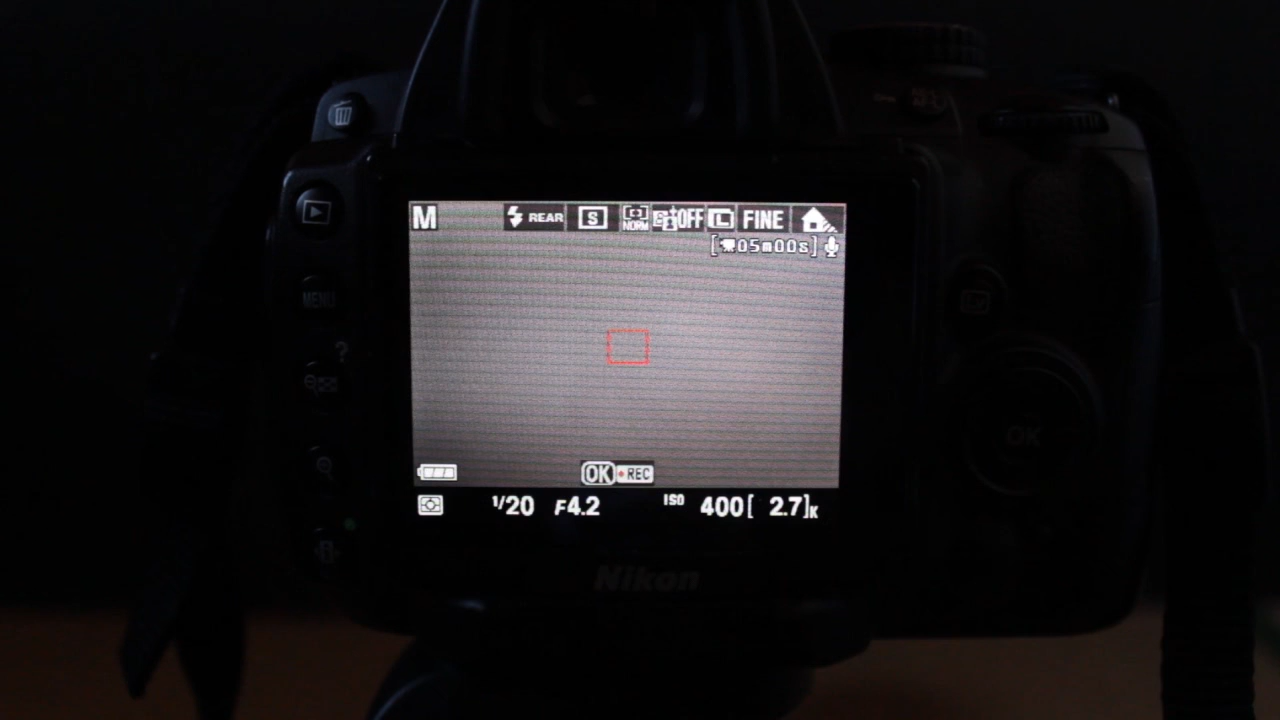 M REAR S NORM OFF L FINE
[05m00s]
MENU
?
OK
OK REC
1/20 F4.2 ISO 400[ 2.7]K
Nikon